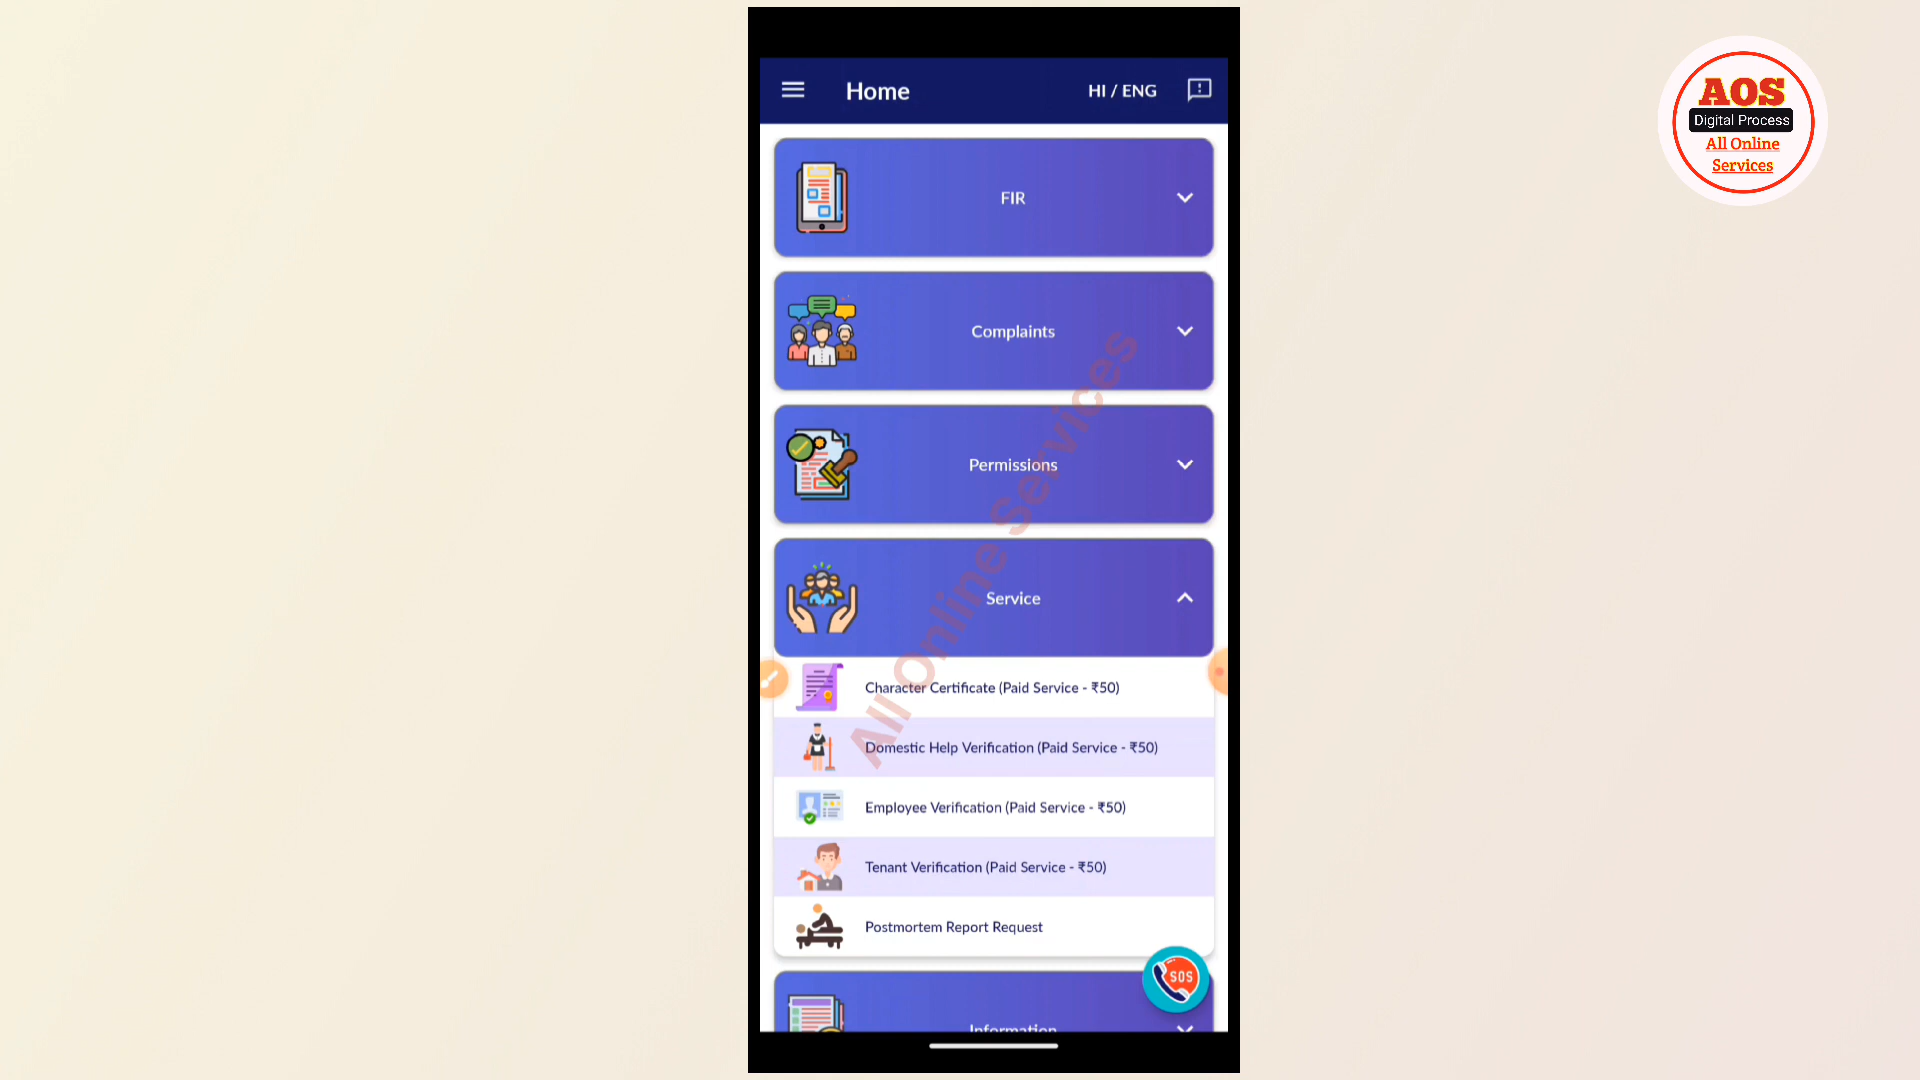 Home
HI / ENG
AOS
Digital Process
All Online
Services
FIR
Complaints
Permissions
Service
Character Certificate (Paid Service - ₹50)
Domestic Help Verification (Paid Service - ₹50)
Employee Verification (Paid Service - ₹50)
Tenant Verification (Paid Service - ₹50)
Postmortem Report Request
SOS
Information
All Online Services